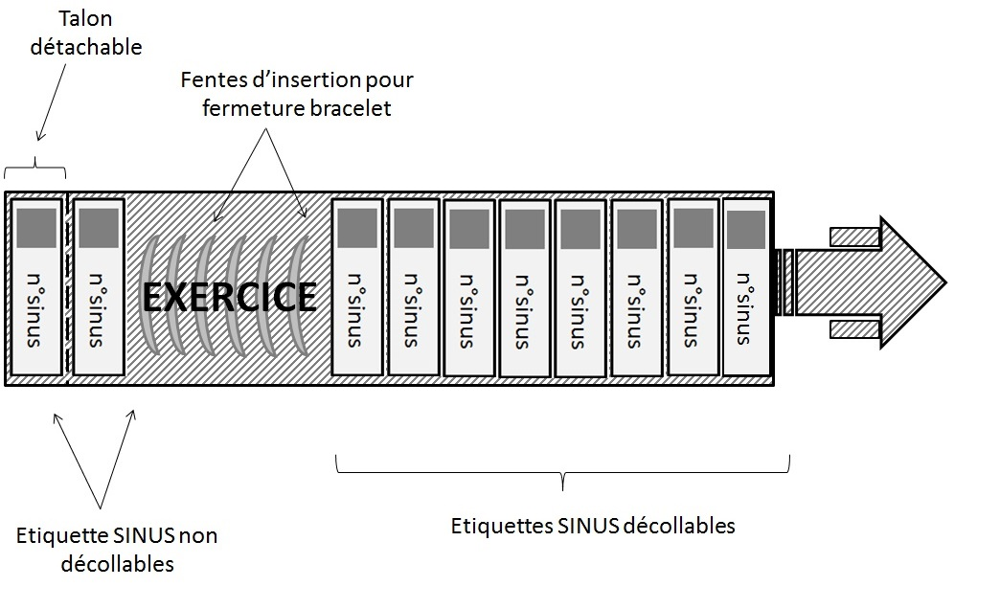 Talon
détachable
Fentes d'insertion pour
fermeture bracelet
n°sinus
n°sinus
EXERCICE
n°sinus
n°sinus
n°sinus
n°sinus
n°sinus
n°sinus
n°sinus
n°sinus
Etiquette SINUS non
décollables
Etiquettes SINUS décollables